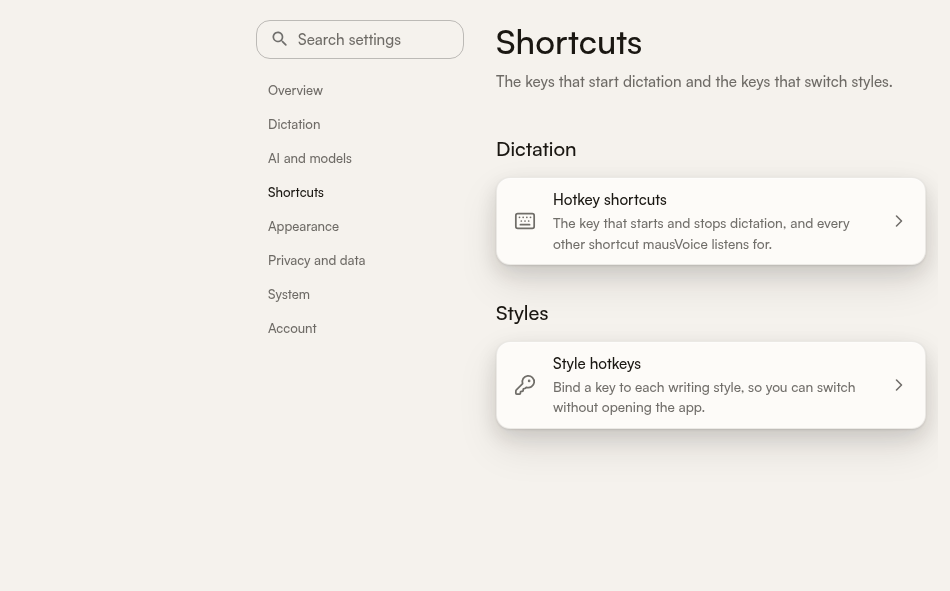 Search settings
Overview
Dictation
AI and models
Shortcuts
Appearance
Privacy and data
System
Account
Shortcuts
The keys that start dictation and the keys that switch styles.
Dictation
Hotkey shortcuts
The key that starts and stops dictation, and every
other shortcut mausVoice listens for.
Styles
Style hotkeys
Bind a key to each writing style, so you can switch
without opening the app.